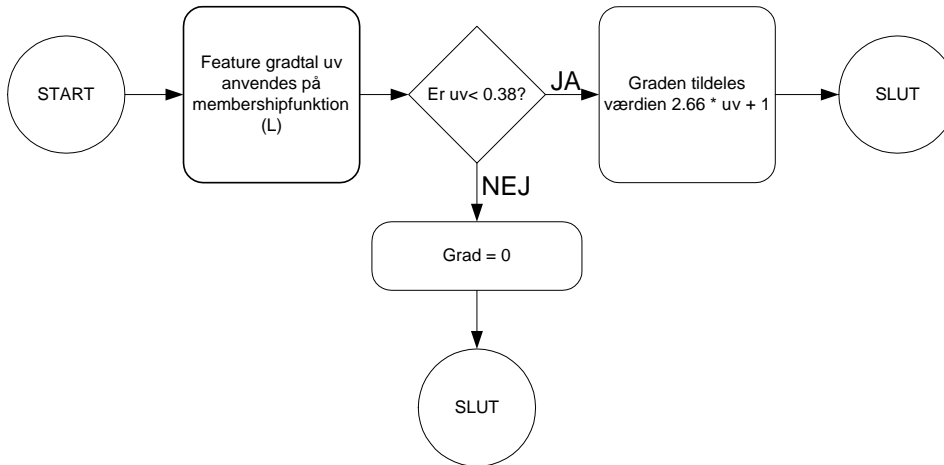 START
Feature gradtal uv
anvendes på
membershipfunktion
(L)
Er uv< 0.38?
JA
Graden tildeles
værdien 2.66 * uv + 1
SLUT
NEJ
Grad = 0
SLUT